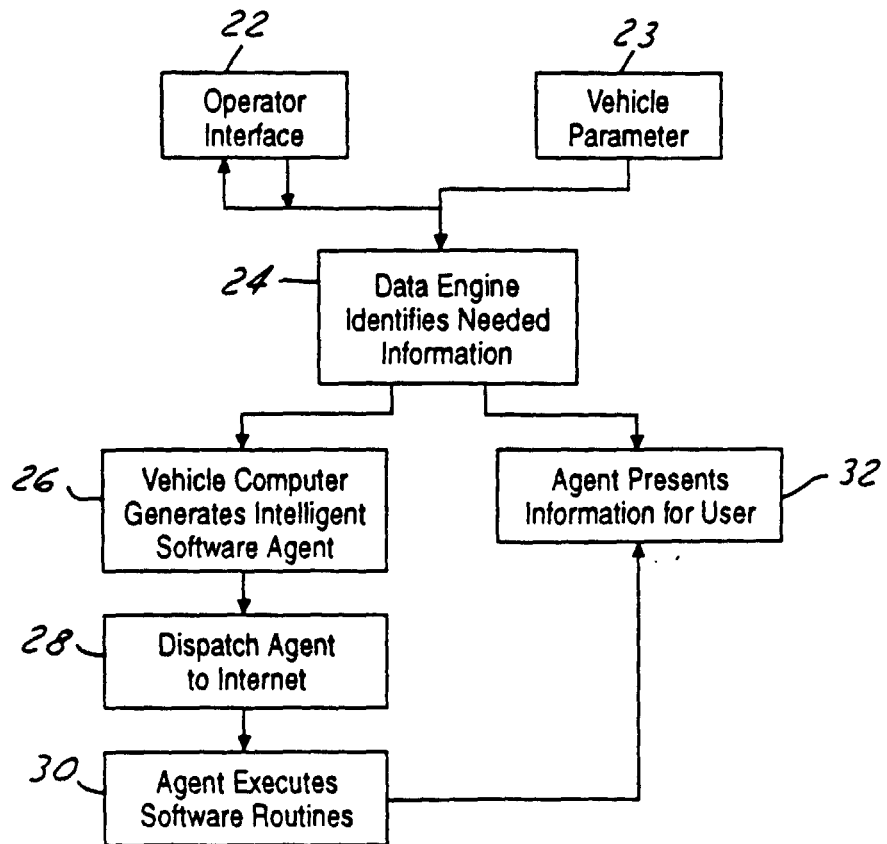 22
23
Operator
Interface
Vehicle
Parameter
24
Data Engine
Identifies Needed
Information
26
Vehicle Computer
Generates Intelligent
Software Agent
Agent Presents
Information for User
32
28
Dispatch Agent
to Internet
30
Agent Executes
Software Routines